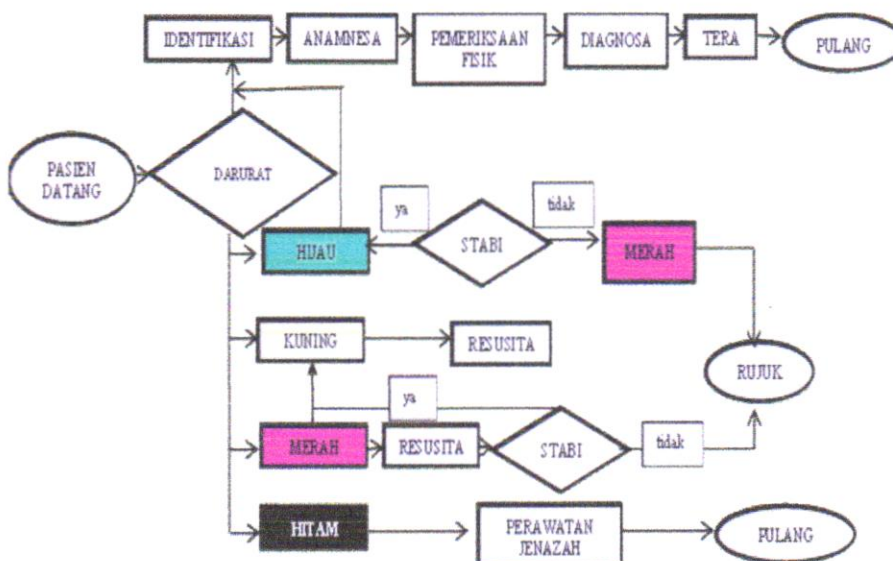 IDENTIFIKASI
ANAMNESA
PEMERIKSAAN
FISIK
DIAGNOSA
TERA
PULANG
PASIEN
DATANG
DARURAT
ya
tidak
HIJAU
STABI
MERAH
KUNING
RESUSITA
RUJUK
ya
MERAH
RESUSITA
STABI
tidak
HITAM
PERAWATAN
JENAZAH
PULANG